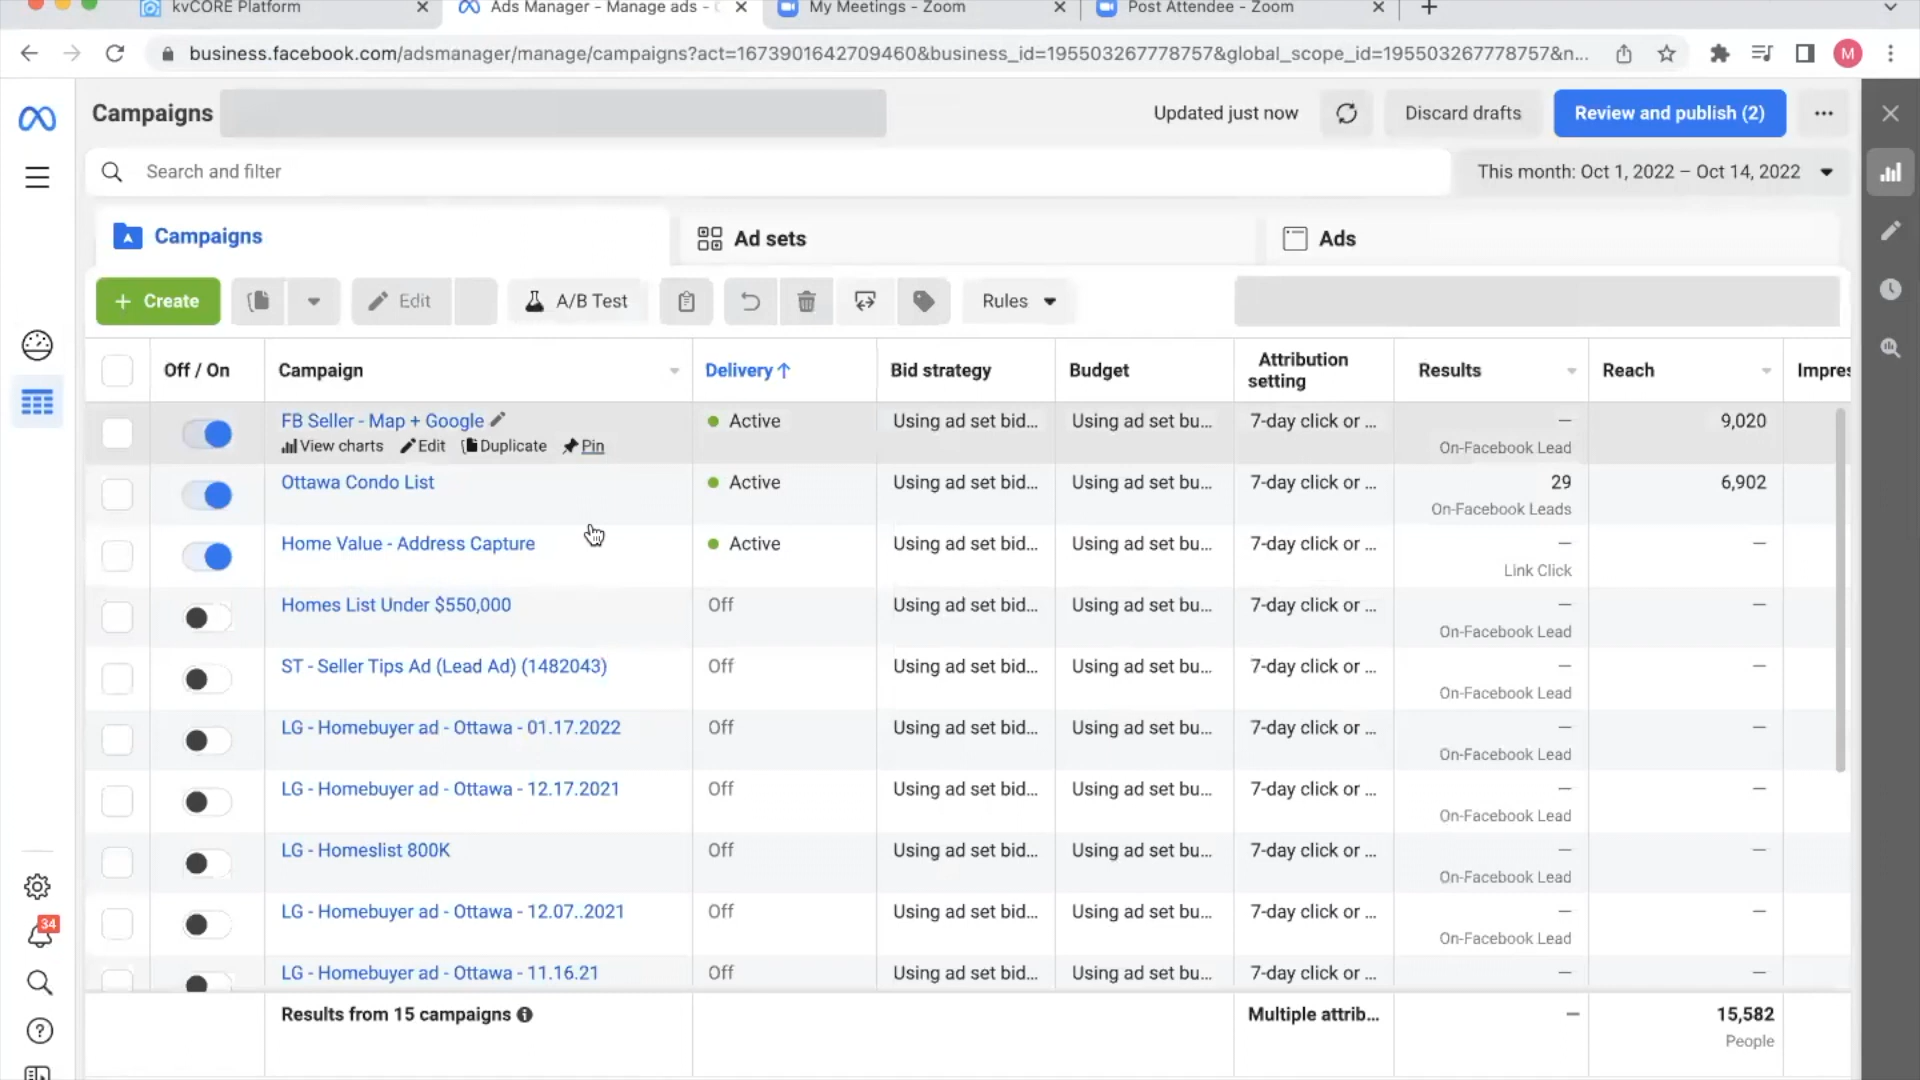 kvCORE Platform
Ads Manager - Manage ads -
My Meetings - Zoom
Post Attendee - Zoom
business.facebook.com/adsmanager/manage/campaigns?act=1673901642709460&business_id=195503267778757&global_scope_id=195503267778757&n...
M
Campaigns
Updated just now
Discard drafts
Review and publish (2)
Search and filter
This month: Oct 1, 2022 – Oct 14, 2022
Campaigns
Ad sets
Ads
+ Create
Edit
A/B Test
Rules
Off / On Campaign Delivery↑ Bid strategy Budget Attribution setting Results Reach Impres
FB Seller - Map + Google Active Using ad set bid... Using ad set bu... 7-day click or ... — 9,020
View charts Edit Duplicate Pin On-Facebook Lead
Ottawa Condo List Active Using ad set bid... Using ad set bu... 7-day click or ... 29 6,902
On-Facebook Leads
Home Value - Address Capture Active Using ad set bid... Using ad set bu... 7-day click or ... — —
Link Click
Homes List Under $550,000 Off Using ad set bid... Using ad set bu... 7-day click or ... — —
On-Facebook Lead
ST - Seller Tips Ad (Lead Ad) (1482043) Off Using ad set bid... Using ad set bu... 7-day click or ... — —
On-Facebook Lead
LG - Homebuyer ad - Ottawa - 01.17.2022 Off Using ad set bid... Using ad set bu... 7-day click or ... — —
On-Facebook Lead
LG - Homebuyer ad - Ottawa - 12.17.2021 Off Using ad set bid... Using ad set bu... 7-day click or ... — —
On-Facebook Lead
LG - Homeslist 800K Off Using ad set bid... Using ad set bu... 7-day click or ... — —
On-Facebook Lead
LG - Homebuyer ad - Ottawa - 12.07..2021 Off Using ad set bid... Using ad set bu... 7-day click or ... — —
On-Facebook Lead
34
LG - Homebuyer ad - Ottawa - 11.16.21 Off Using ad set bid... Using ad set bu... 7-day click or ... — —
Results from 15 campaigns Multiple attrib... — 15,582
People